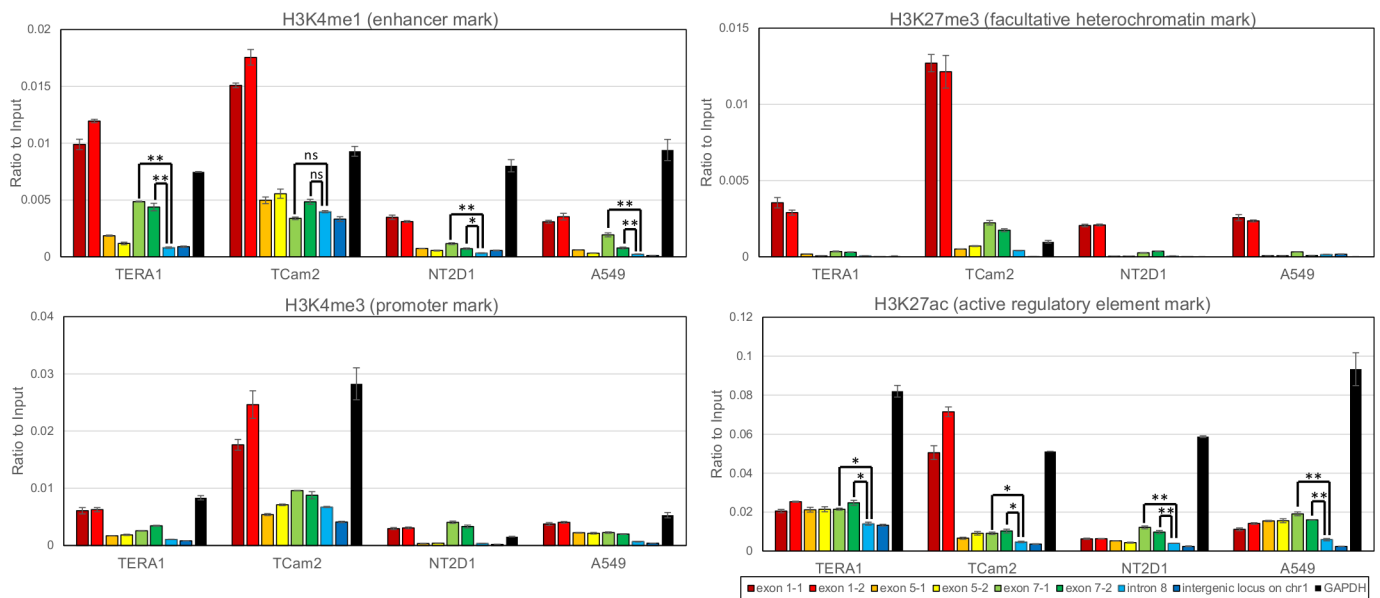 H3K4me1 (enhancer mark)
Ratio to Input
0.02
0.015
0.01
0.005
0
** ** ns ns ** * ** **
TERA1 TCam2 NT2D1 A549
H3K27me3 (facultative heterochromatin mark)
Ratio to Input
0.015
0.01
0.005
0
TERA1 TCam2 NT2D1 A549
H3K4me3 (promoter mark)
Ratio to Input
0.04
0.03
0.02
0.01
0
TERA1 TCam2 NT2D1 A549
H3K27ac (active regulatory element mark)
Ratio to Input
0.12
0.1
0.08
0.06
0.04
0.02
0
* * * * ** ** ** **
TERA1 TCam2 NT2D1 A549
exon 1-1 exon 1-2 exon 5-1 exon 5-2 exon 7-1 exon 7-2 intron 8 intergenic locus on chr1 GAPDH